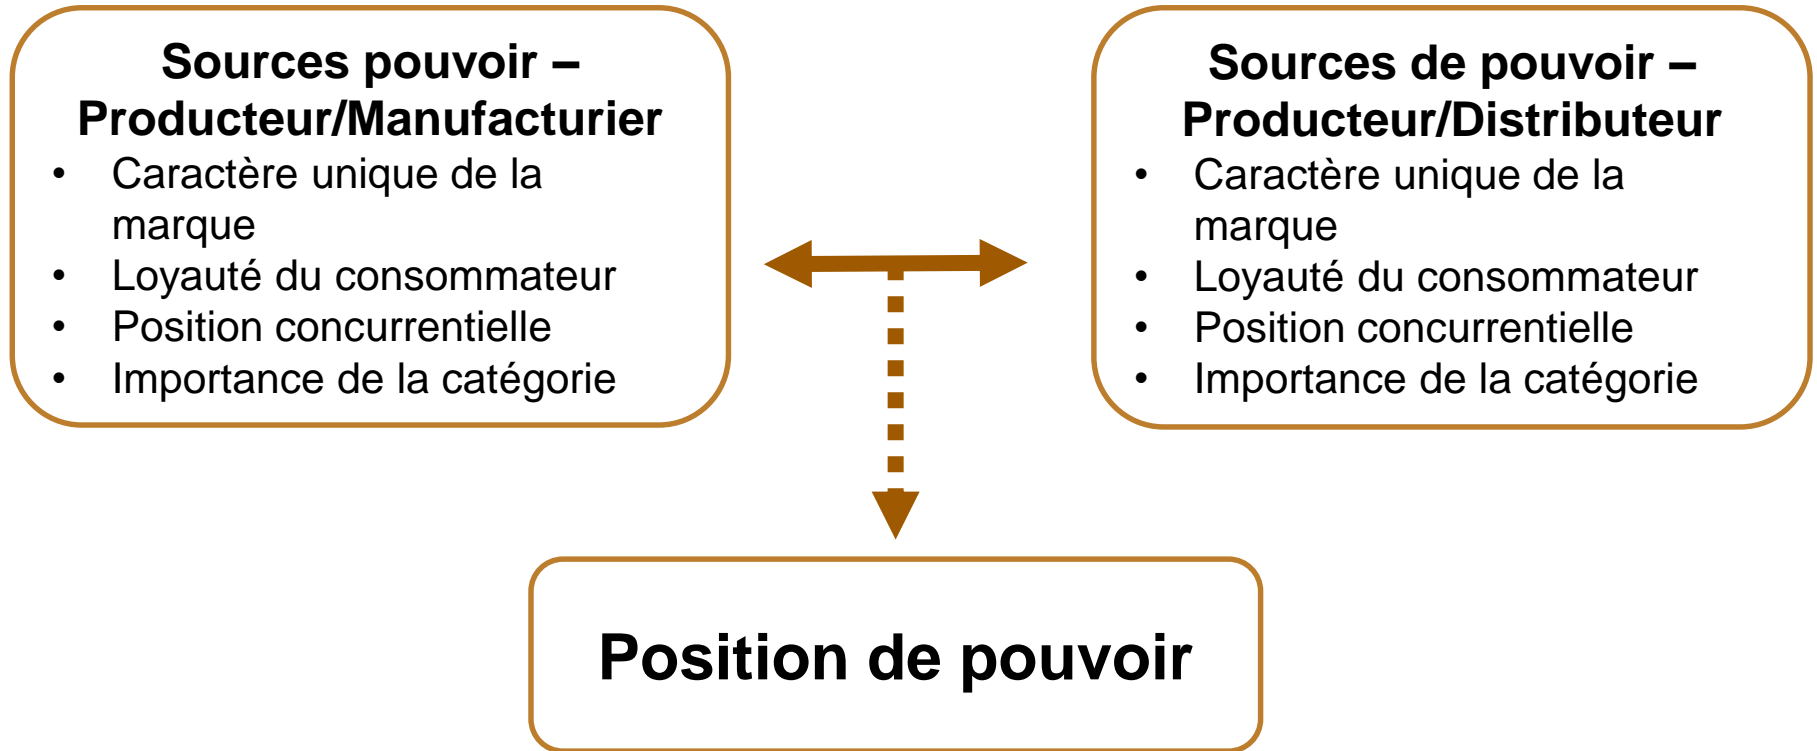 Sources pouvoir –
Producteur/Manufacturier
• Caractère unique de la
marque
• Loyauté du consommateur
• Position concurrentielle
• Importance de la catégorie
Sources de pouvoir –
Producteur/Distributeur
• Caractère unique de la
marque
• Loyauté du consommateur
• Position concurrentielle
• Importance de la catégorie
Position de pouvoir